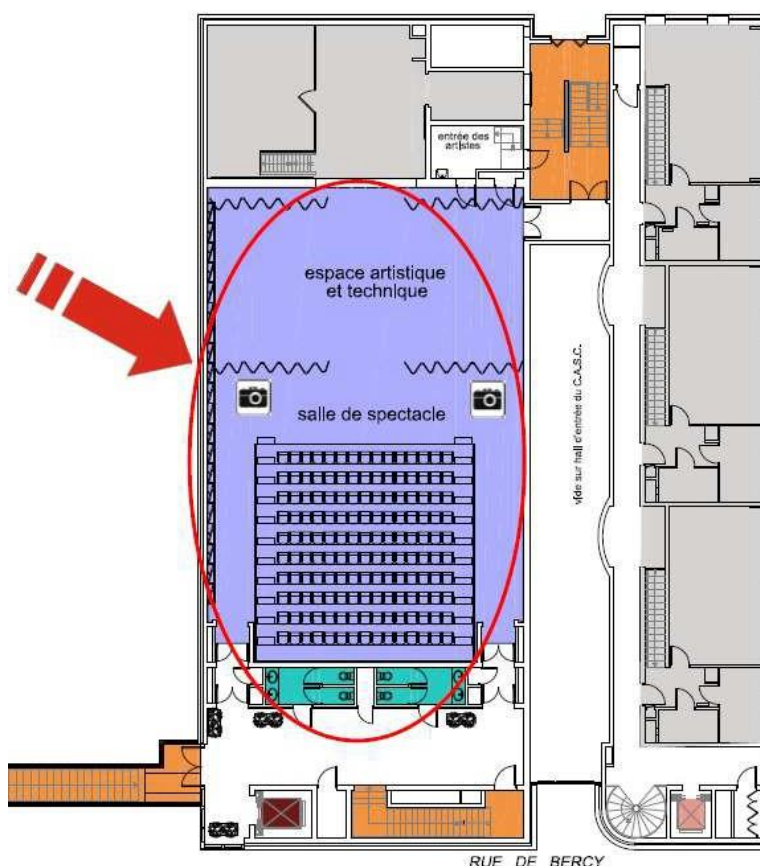 entrée des
artistes
espace artistique
et technique
salle de spectacle
vide sur hall d'entrée du C.A.S.C.
RUE DE BERCY